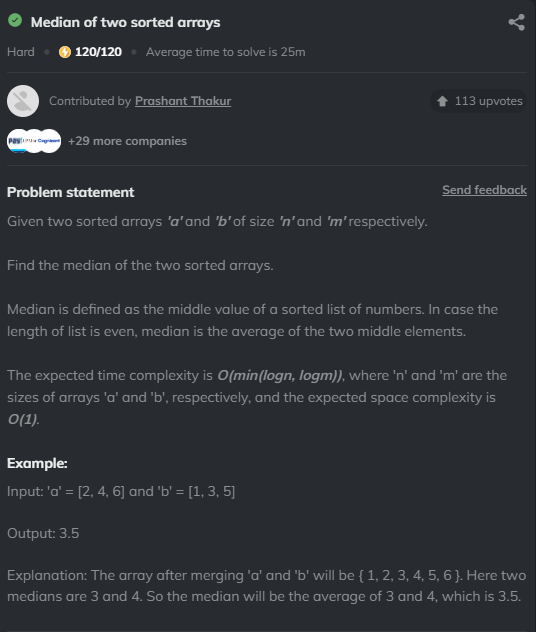 Median of two sorted arrays
Hard • 120/120 • Average time to solve is 25m
Contributed by Prashant Thakur
113 upvotes
+29 more companies
Problem statement
Send feedback
Given two sorted arrays 'a' and 'b' of size 'n' and 'm' respectively.
Find the median of the two sorted arrays.
Median is defined as the middle value of a sorted list of numbers. In case the
length of list is even, median is the average of the two middle elements.
The expected time complexity is O(min(logn, logm)), where 'n' and 'm' are the
sizes of arrays 'a' and 'b', respectively, and the expected space complexity is
O(1).
Example:
Input: 'a' = [2, 4, 6] and 'b' = [1, 3, 5]
Output: 3.5
Explanation: The array after merging 'a' and 'b' will be { 1, 2, 3, 4, 5, 6 }. Here two
medians are 3 and 4. So the median will be the average of 3 and 4, which is 3.5.